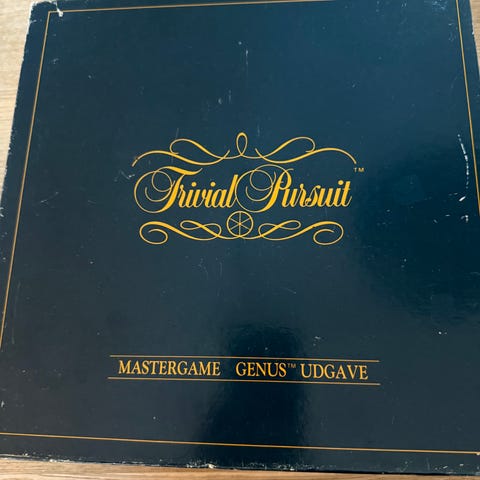 Trivial Pursuit™
MASTERGAME GENUS™ UDGAVE